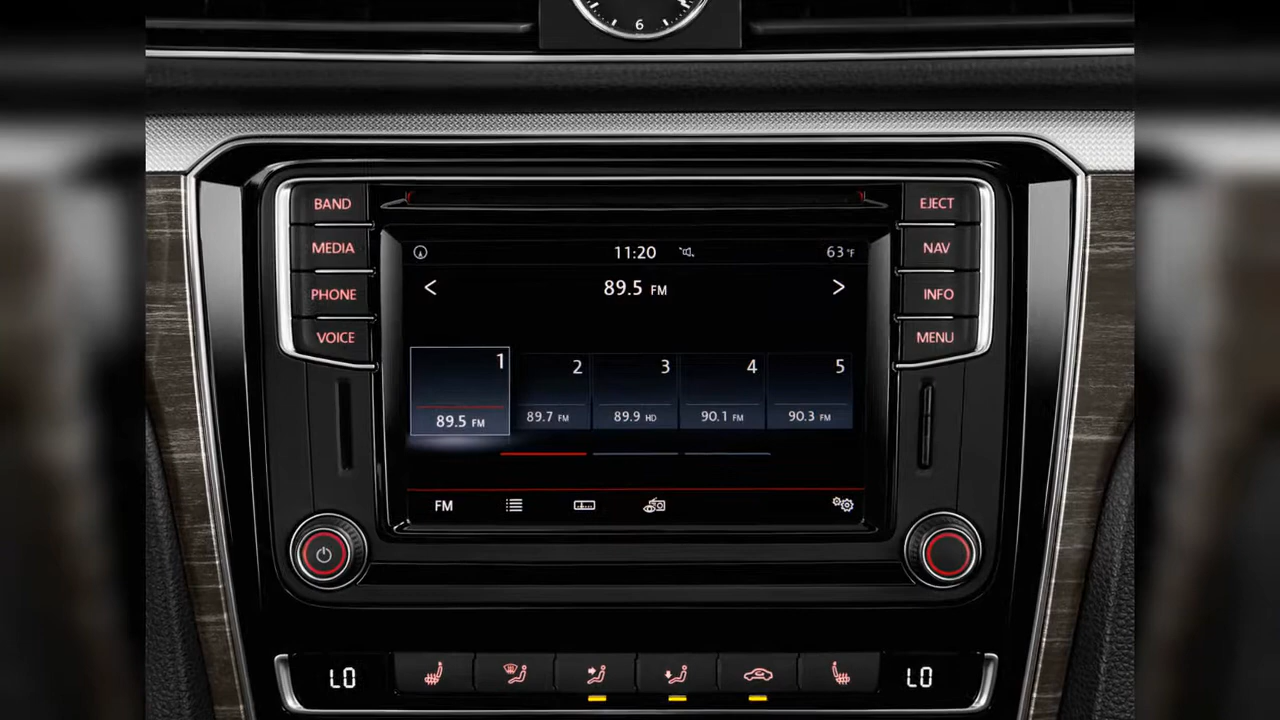 6
BAND
EJECT
MEDIA
11:20
63°F
NAV
PHONE
89.5 FM
INFO
VOICE
MENU
1
2
3
4
5
89.5 FM
89.7 FM
89.9 HD
90.1 FM
90.3 FM
FM
LO
LO